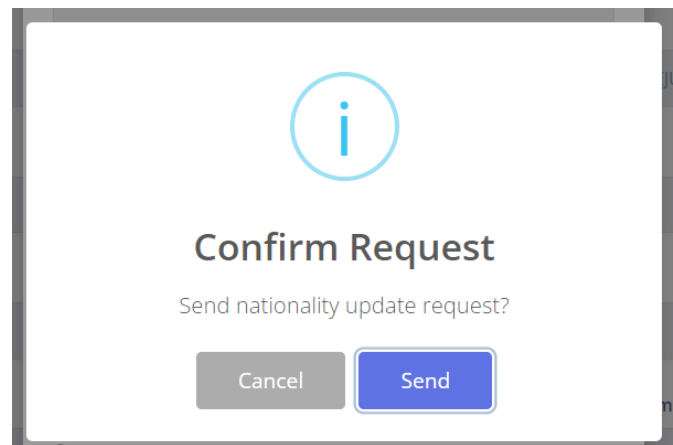 i
Confirm Request
Send nationality update request?
Cancel
Send